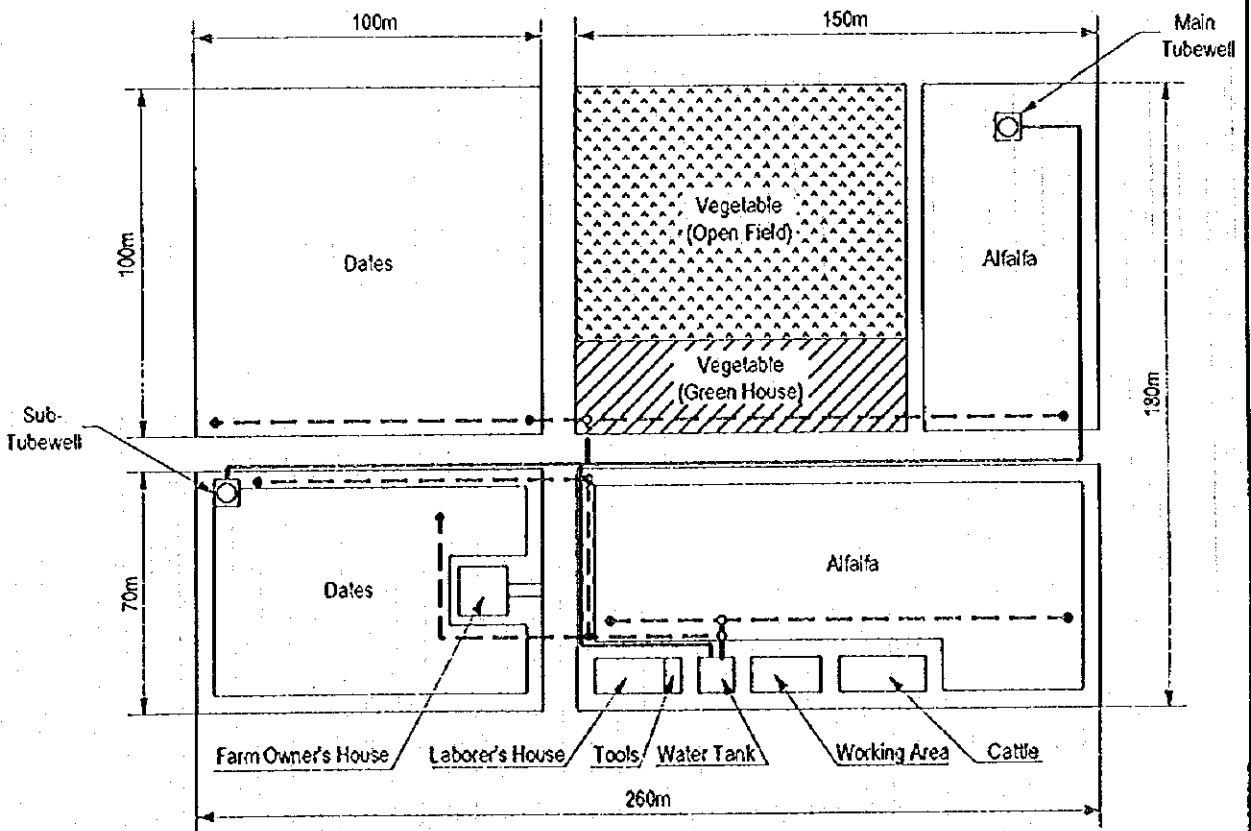 100m
150m
Main
Tubewell
100m
Dates
Vegetable
(Open Field)
Alfalfa
Vegetable
(Green House)
180m
Sub-
Tubewell
70m
Dates
Alfalfa
Farm Owner's House
Laborer's House
Tools
Water Tank
Working Area
Cattle
260m